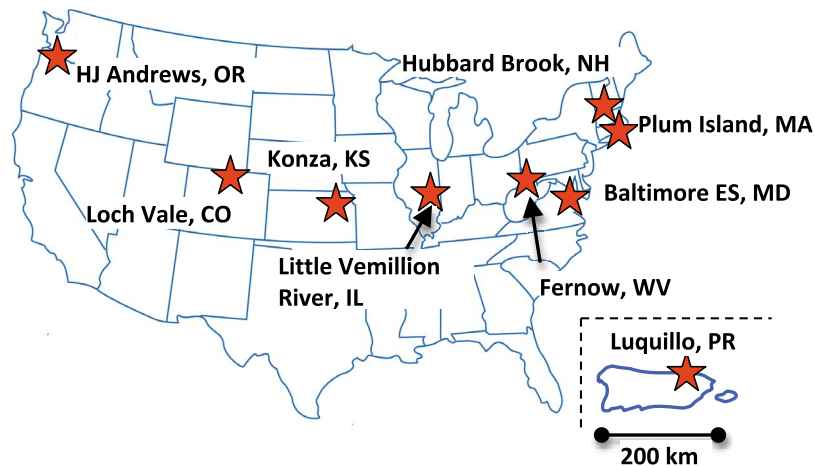 Hubbard Brook, NH
HJ Andrews, OR
Plum Island, MA
Konza, KS
Baltimore ES, MD
Loch Vale, CO
Little Vemillion
River, IL
Fernow, WV
Luquillo, PR
200 km